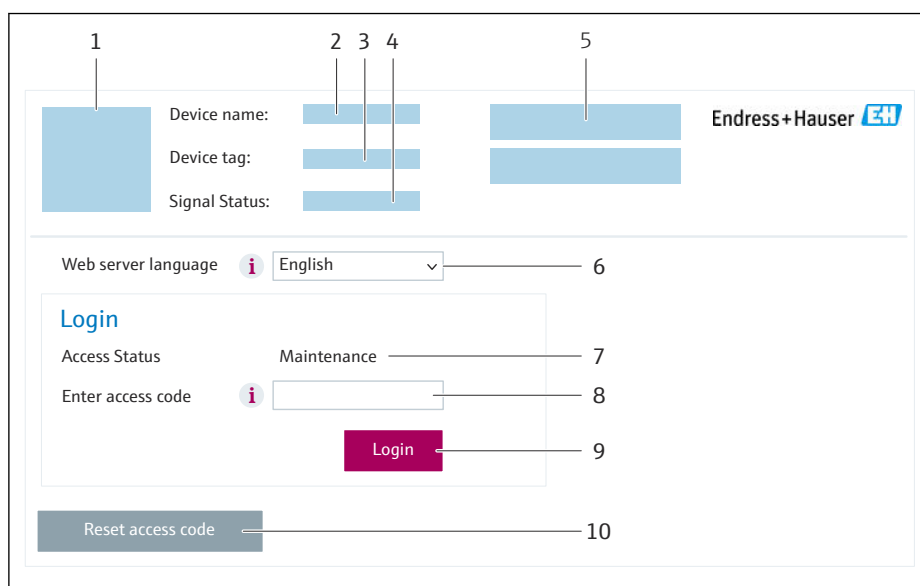 1 2 3 4 5
Device name:
Endress+Hauser EH
Device tag:
Signal Status:
Web server language i English 6
Login
Access Status Maintenance 7
Enter access code i 8
Login 9
Reset access code 10